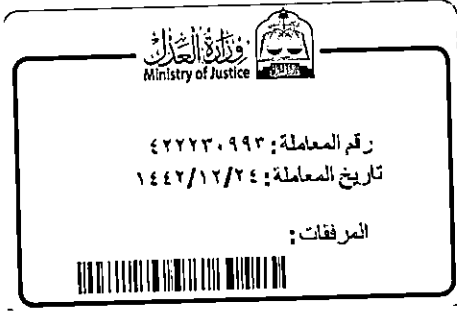 وزارة العدل
Ministry of Justice
رقم المعاملة: ٤٢٢٢٣٠٩٩٣
تاريخ المعاملة: ١٤٤٢/١٢/٢٤
المرفقات: